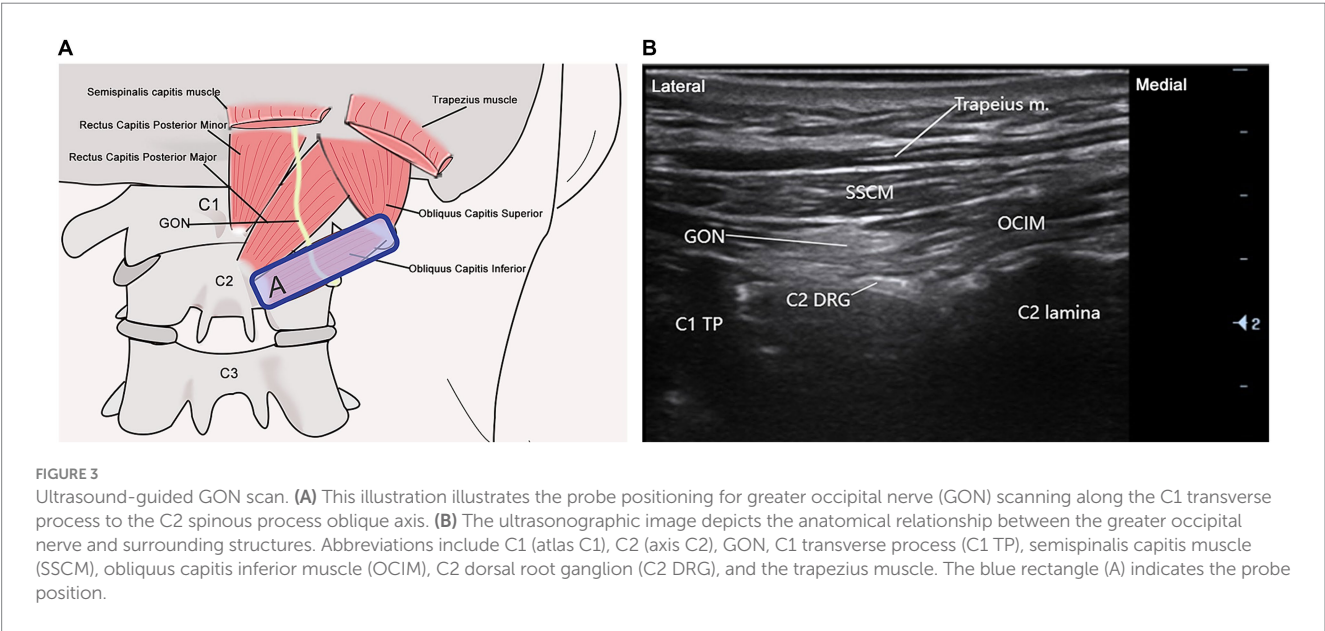 A
Semispinalis capitis muscle
Trapezius muscle
Rectus Capitis Posterior Minor
Rectus Capitis Posterior Major
C1
GON
Obliquus Capitis Superior
Obliquus Capitis Inferior
C2
A
C3
B
Lateral
Medial
Trapeius m.
SSCM
GON
OCIM
C2 DRG
C2 lamina
C1 TP
2
FIGURE 3
Ultrasound-guided GON scan. (A) This illustration illustrates the probe positioning for greater occipital nerve (GON) scanning along the C1 transverse
process to the C2 spinous process oblique axis. (B) The ultrasonographic image depicts the anatomical relationship between the greater occipital
nerve and surrounding structures. Abbreviations include C1 (atlas C1), C2 (axis C2), GON, C1 transverse process (C1 TP), semispinalis capitis muscle
(SSCM), obliquus capitis inferior muscle (OCIM), C2 dorsal root ganglion (C2 DRG), and the trapezius muscle. The blue rectangle (A) indicates the probe
position.